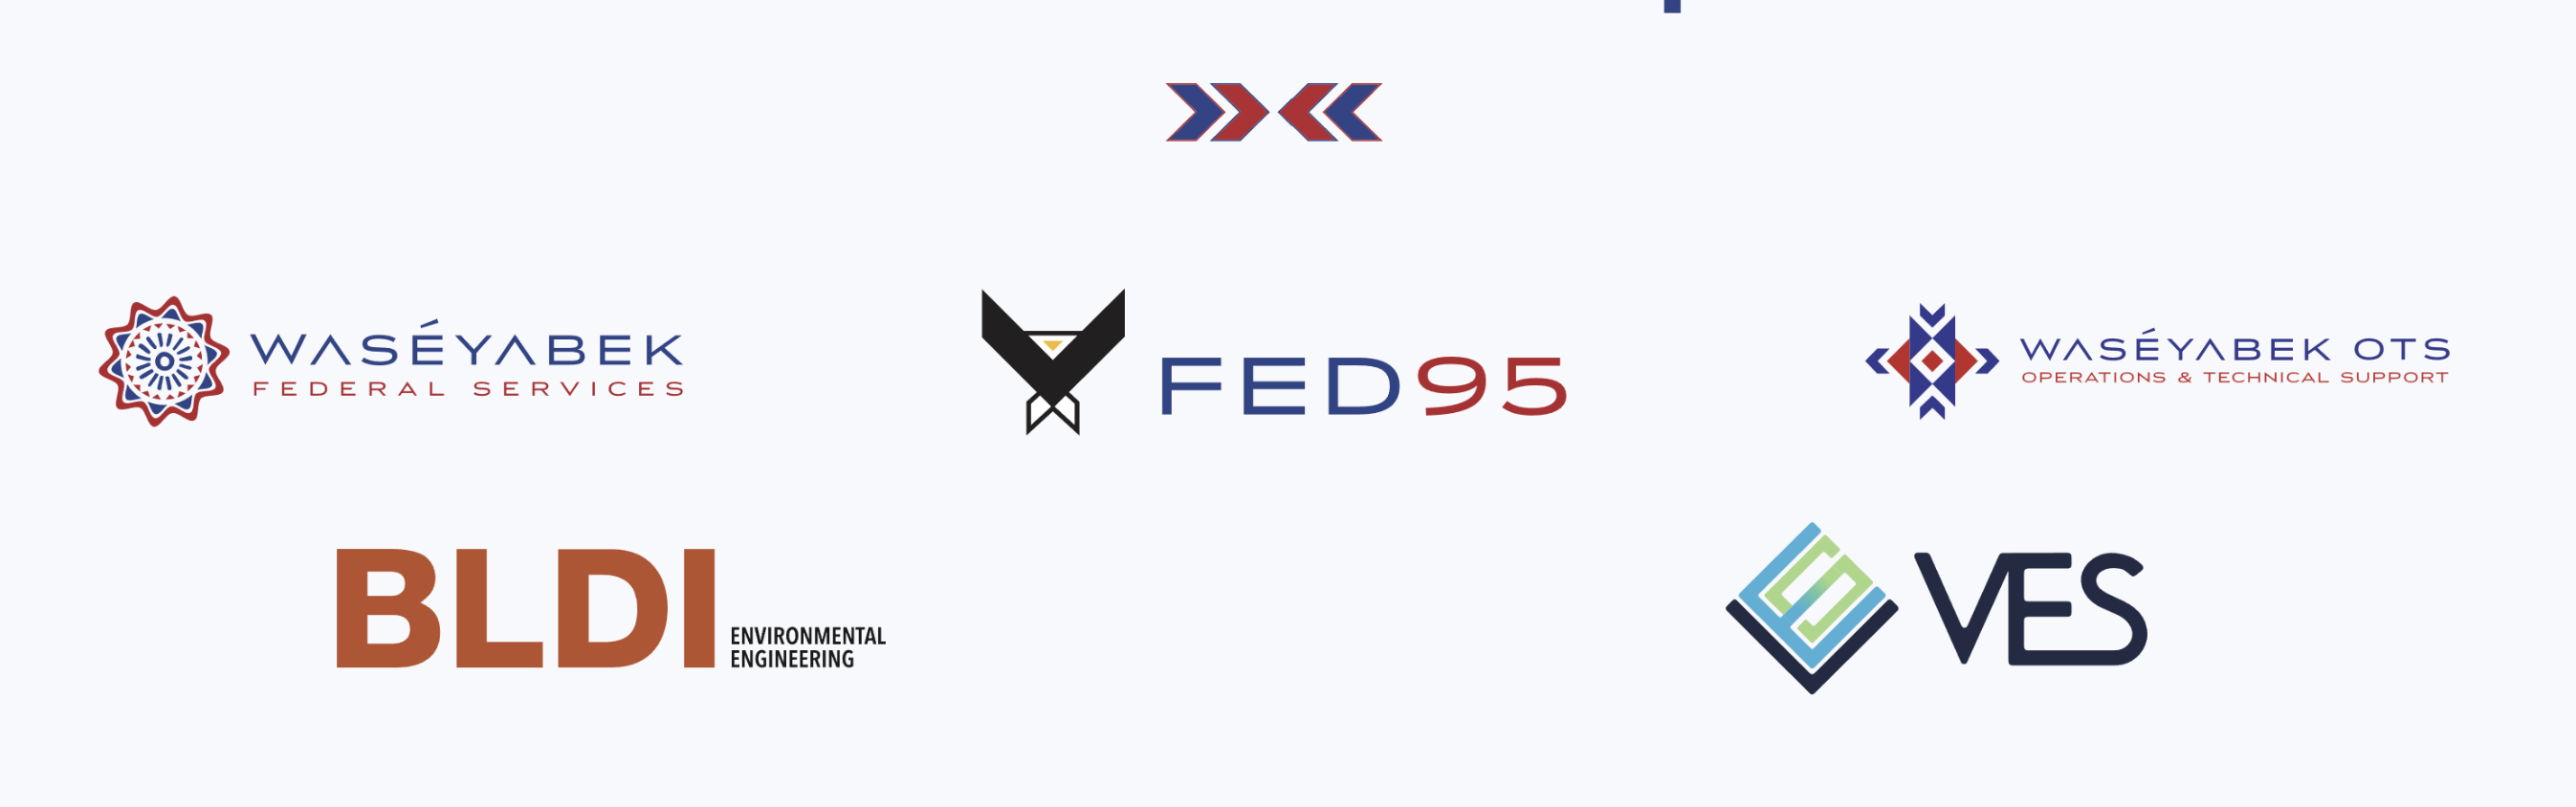 WASÉYABEK
FEDERAL SERVICES
FED95
WASÉYABEK OTS
OPERATIONS & TECHNICAL SUPPORT
BLDI
ENVIRONMENTAL
ENGINEERING
VES